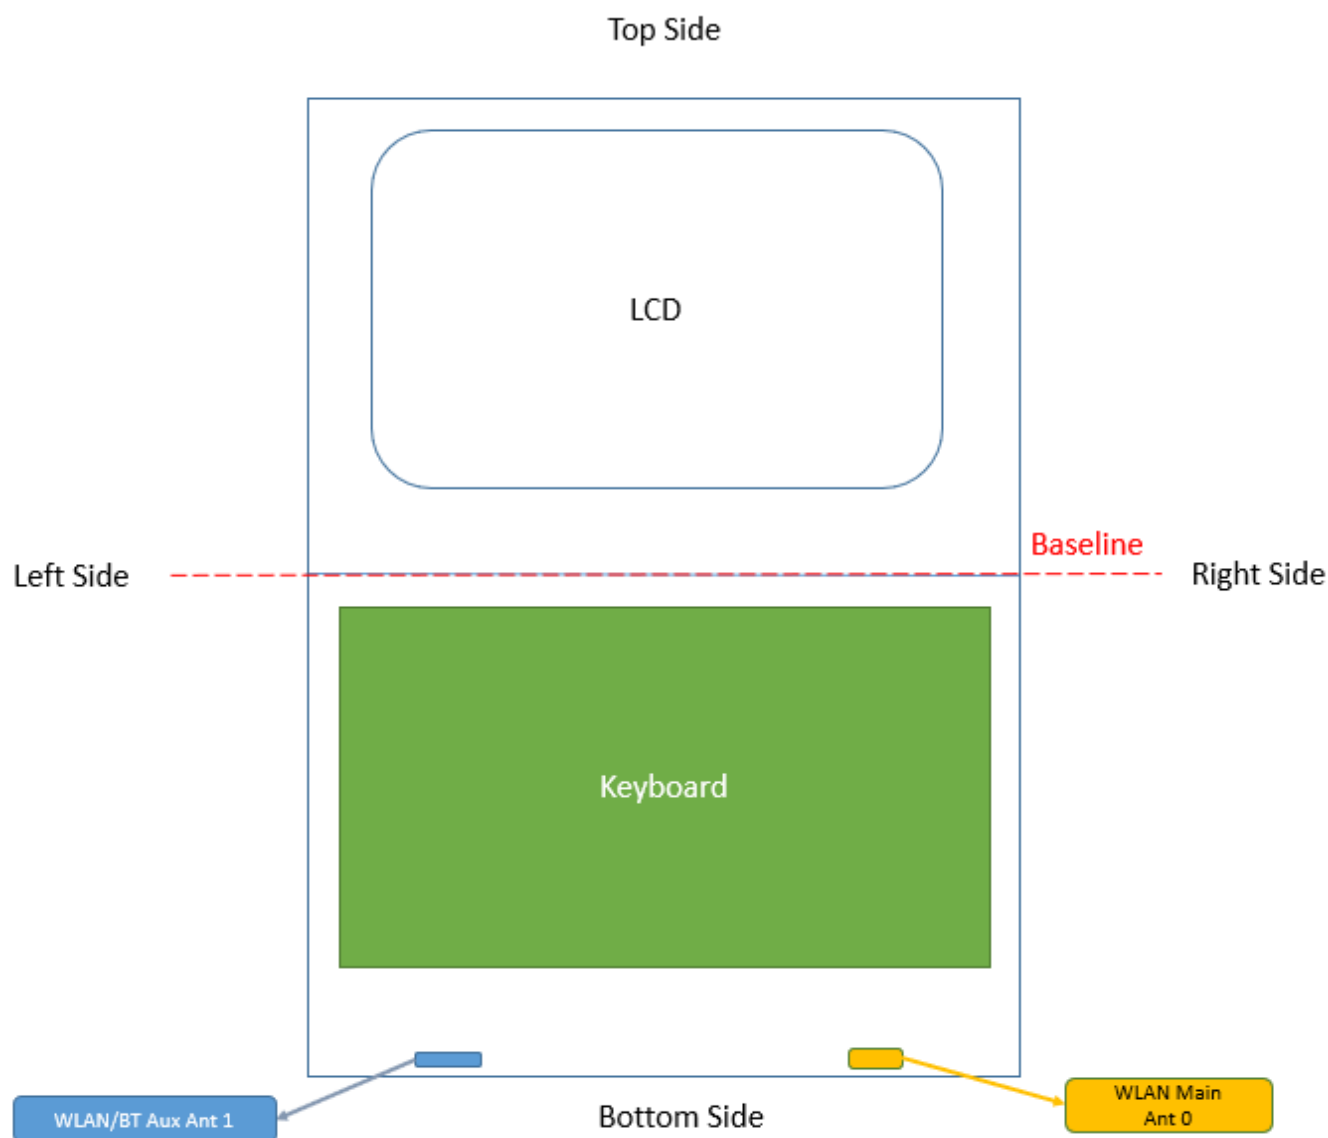 Top Side
LCD
Baseline
Left Side
Right Side
Keyboard
WLAN/BT Aux Ant 1
Bottom Side
WLAN Main
Ant 0